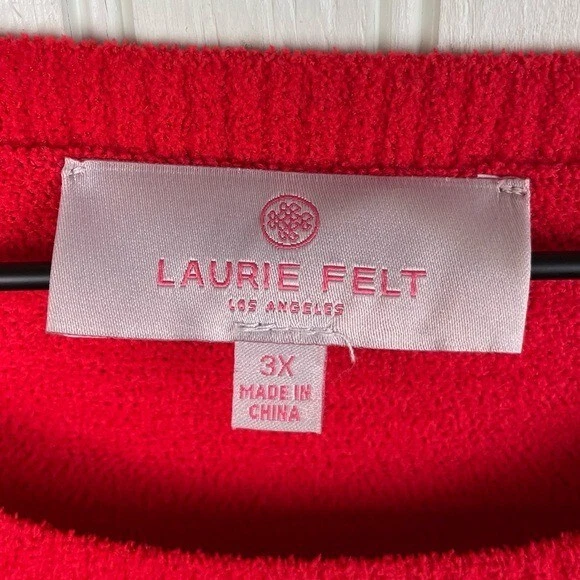 LAURIE FELT
LOS ANGELES
3X
MADE IN
CHINA